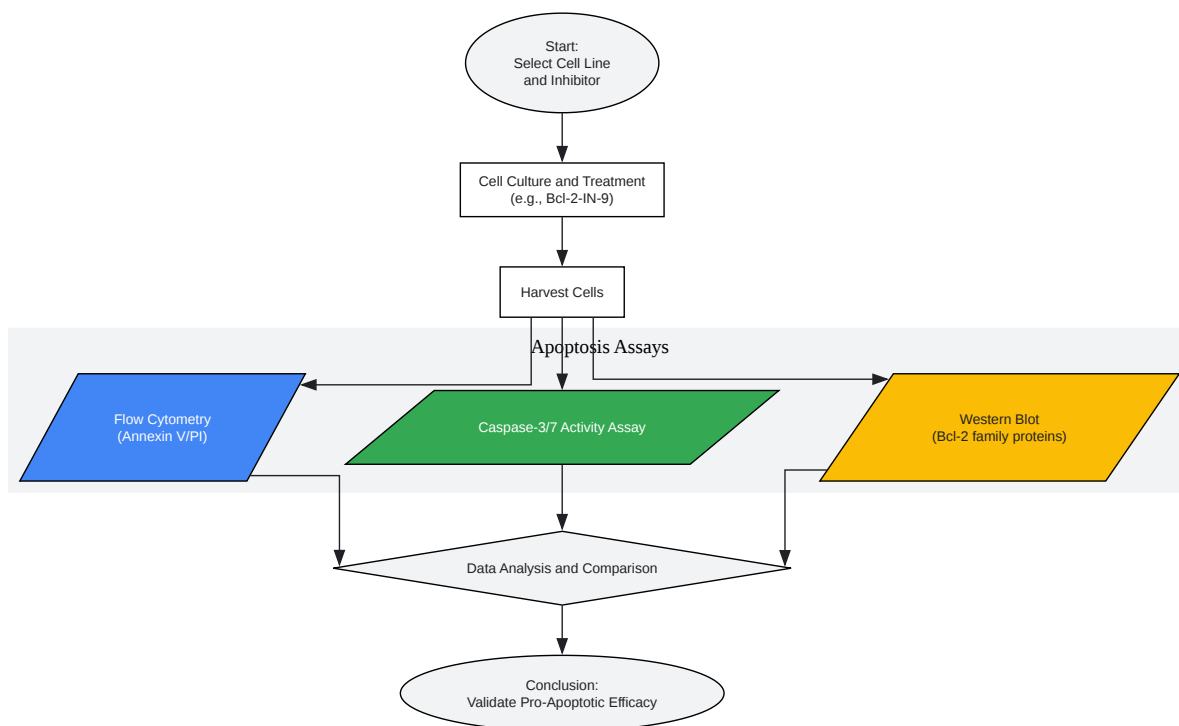 Start:
Select Cell Line
and Inhibitor
Cell Culture and Treatment
(e.g., Bcl-2-IN-9)
Harvest Cells
Apoptosis Assays
Flow Cytometry
(Annexin V/PI)
Caspase-3/7 Activity Assay
Western Blot
(Bcl-2 family proteins)
Data Analysis and Comparison
Conclusion:
Validate Pro-Apoptotic Efficacy